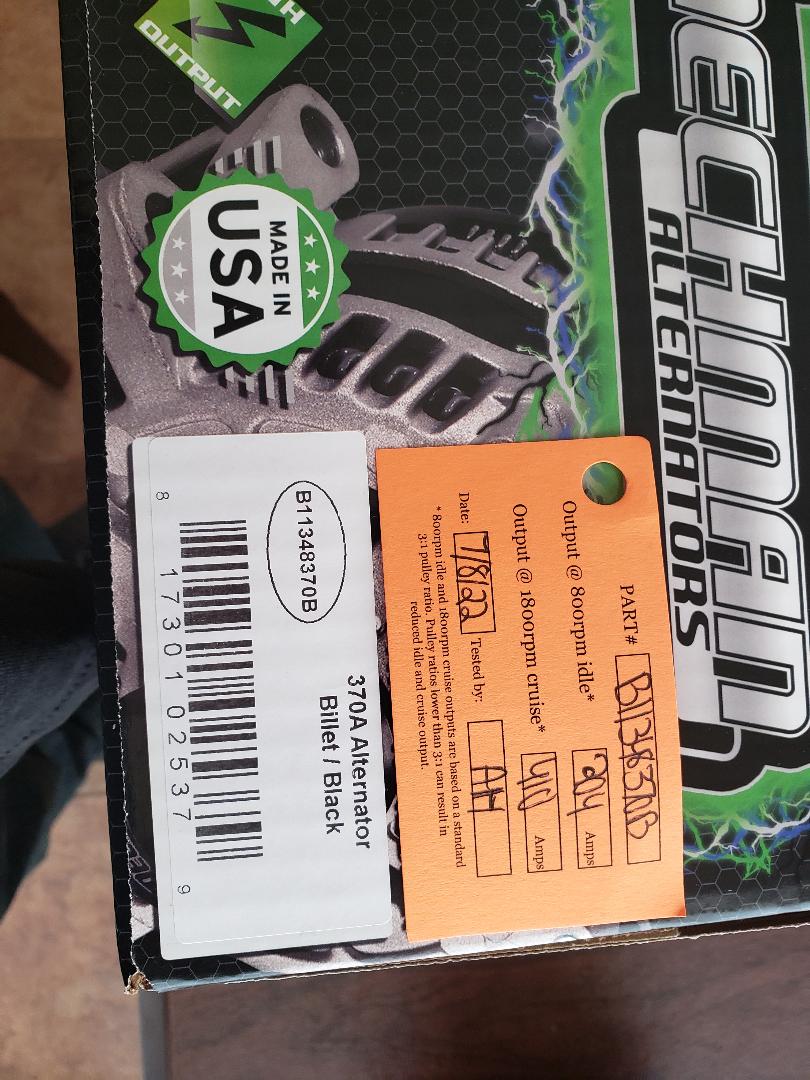 ECHMAN
ALTERNATORS
OUTPUT
MADE IN
USA
PART# B11348370B
Output @ 800rpm idle* Amps
Output @ 1800rpm cruise* 410 Amps
Date: 7/8/22 Tested by: AH
*800rpm idle and 1800rpm cruise outputs are based on a standard
3:1 pulley ratio. Pulley ratios lower than 3:1 can result in
reduced idle and cruise output.
370A Alternator
Billet / Black
B11348370B
8 17301 02537 9